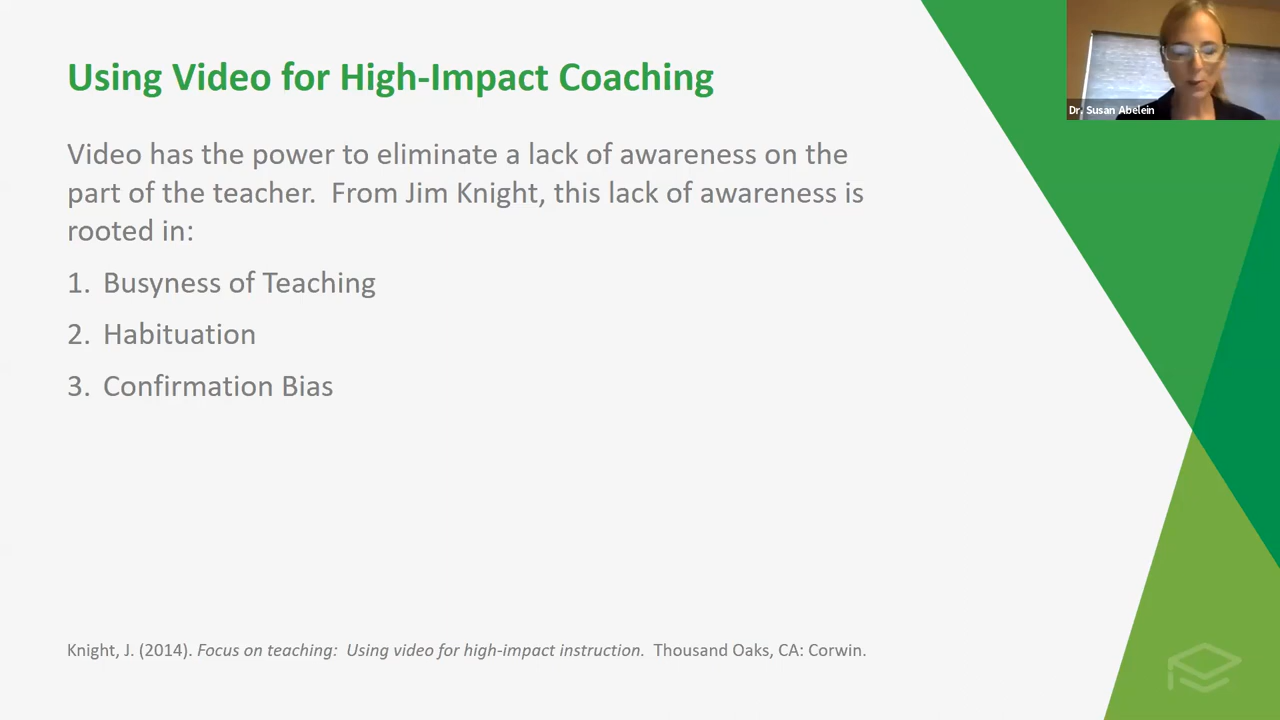 Using Video for High-Impact Coaching
Dr. Susan Abelein
Video has the power to eliminate a lack of awareness on the
part of the teacher.  From Jim Knight, this lack of awareness is
rooted in:
1. Busyness of Teaching
2. Habituation
3. Confirmation Bias
Knight, J. (2014). Focus on teaching:  Using video for high-impact instruction.  Thousand Oaks, CA: Corwin.